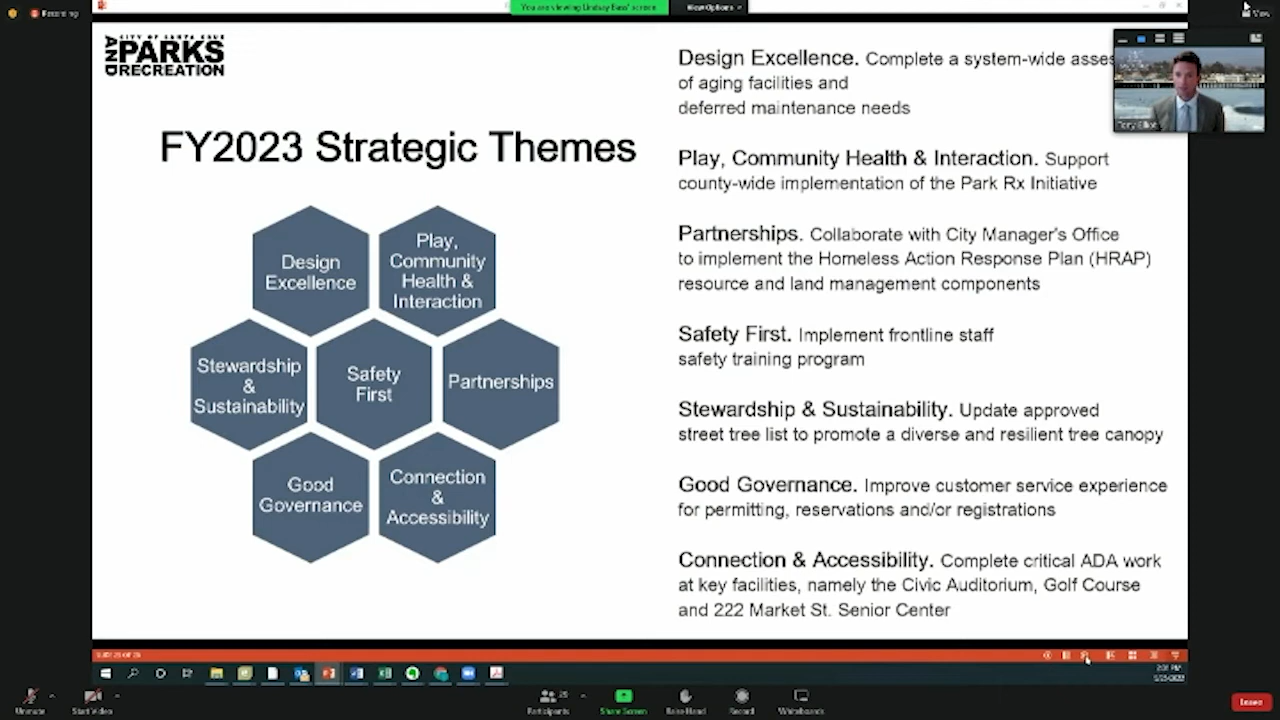 Recording
You are viewing Lindsay Bass' screen
View Options
View
CITY OF SANTA CRUZ
PARKS
AND RECREATION
FY2023 Strategic Themes
Design
Excellence
Play,
Community
Health &
Interaction
Stewardship
&
Sustainability
Safety
First
Partnerships
Good
Governance
Connection
&
Accessibility
Design Excellence. Complete a system-wide asses
of aging facilities and
deferred maintenance needs
Play, Community Health & Interaction. Support
county-wide implementation of the Park Rx Initiative
Partnerships. Collaborate with City Manager's Office
to implement the Homeless Action Response Plan (HRAP)
resource and land management components
Safety First. Implement frontline staff
safety training program
Stewardship & Sustainability. Update approved
street tree list to promote a diverse and resilient tree canopy
Good Governance. Improve customer service experience
for permitting, reservations and/or registrations
Connection & Accessibility. Complete critical ADA work
at key facilities, namely the Civic Auditorium, Golf Course
and 222 Market St. Senior Center
Tony Elliot
Unmute
Start Video
Participants
Share Screen
Raise Hand
Record
Whiteboards
Leave